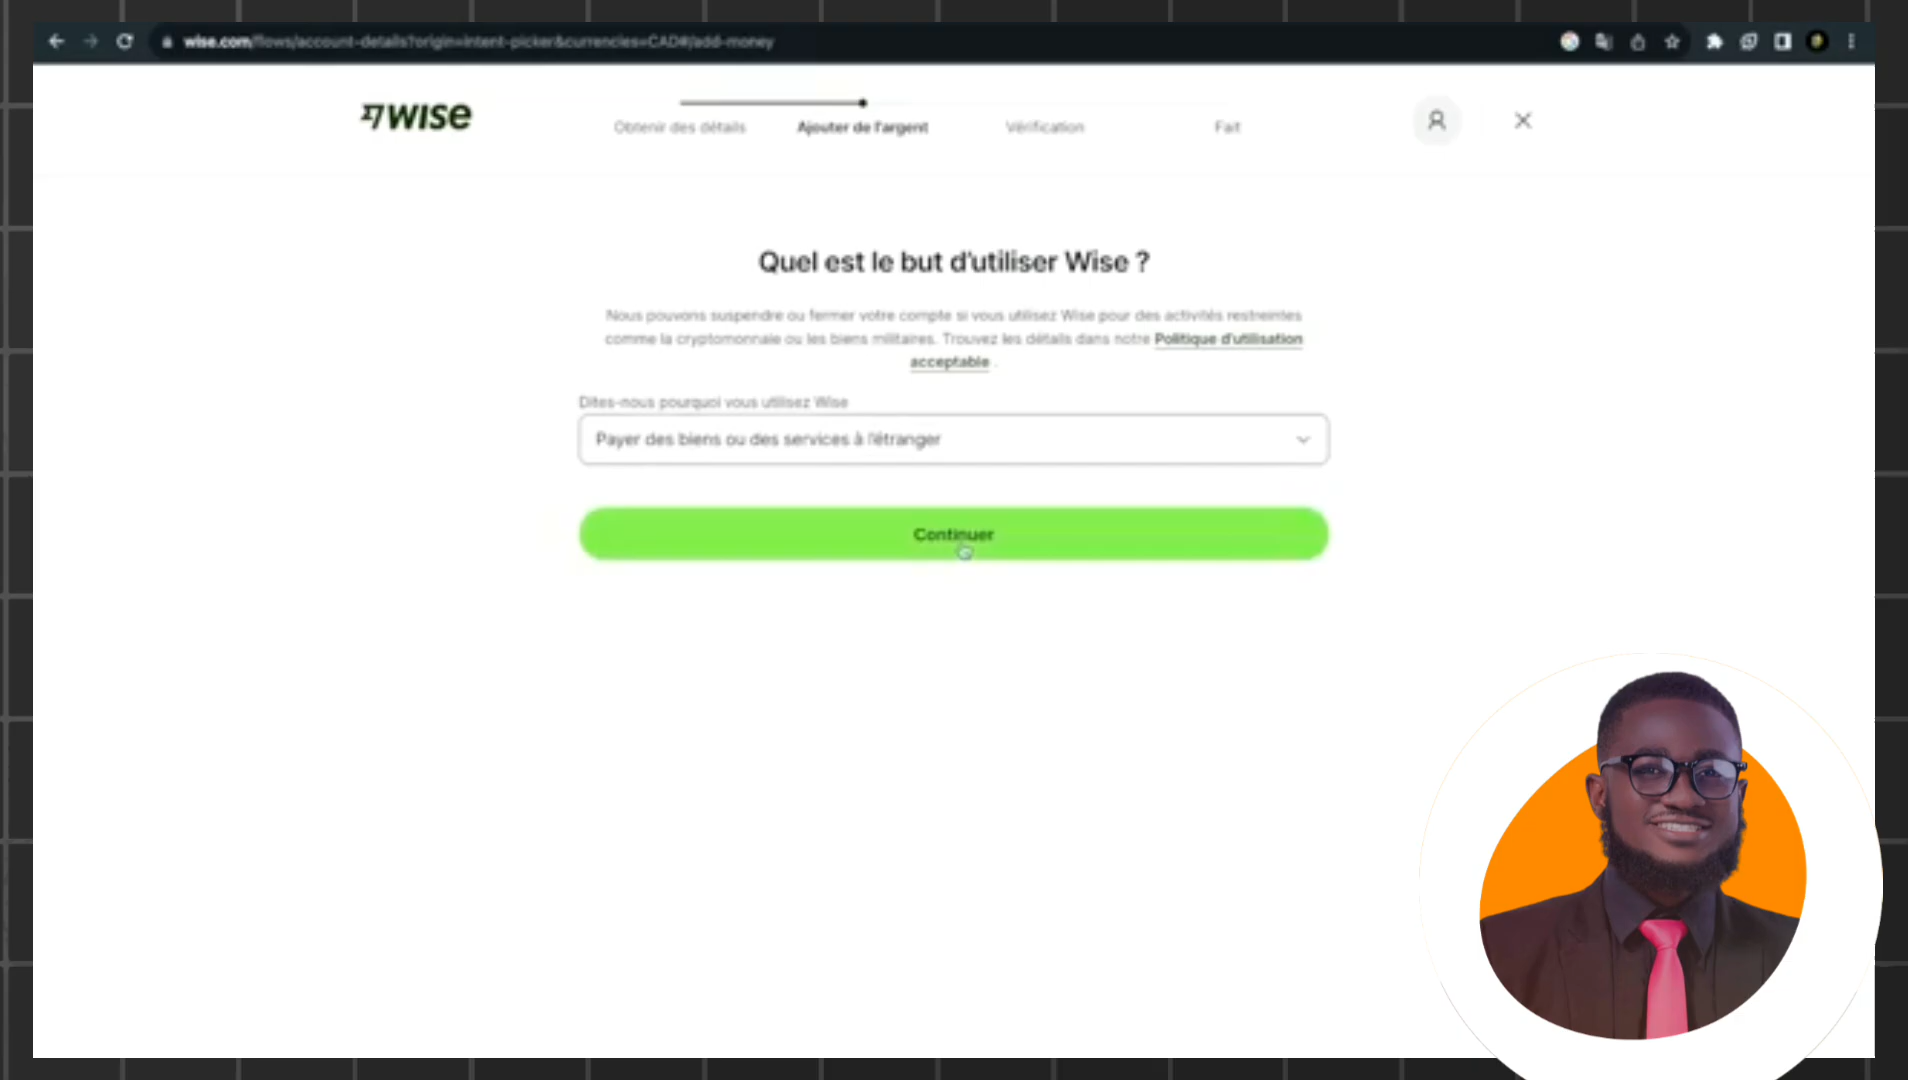 wise.com/flows/account-details?origin=intent-picker&currencies=CAD#/add-money
WISE
Obtenir des détails
Ajouter de l'argent
Vérification
Fait
Quel est le but d'utiliser Wise ?
Nous pouvons suspendre ou fermer votre compte si vous utilisez Wise pour des activités restreintes
comme la cryptomonnaie ou les biens militaires. Trouvez les détails dans notre Politique d'utilisation
acceptable .
Dites-nous pourquoi vous utilisez Wise
Payer des biens ou des services à l'étranger
Continuer